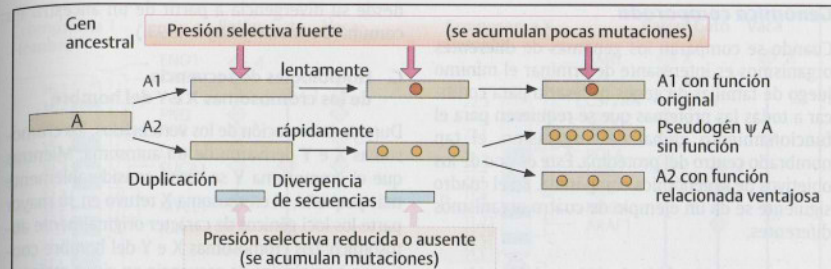 Gen
ancestral
Presión selectiva fuerte
(se acumulan pocas mutaciones)
A1
lentamente
A1 con función
original
A
A2
rápidamente
Pseudogén ψ A
sin función
A2 con función
relacionada ventajosa
Duplicación
Divergencia
de secuencias
Presión selectiva reducida o ausente
(se acumulan mutaciones)